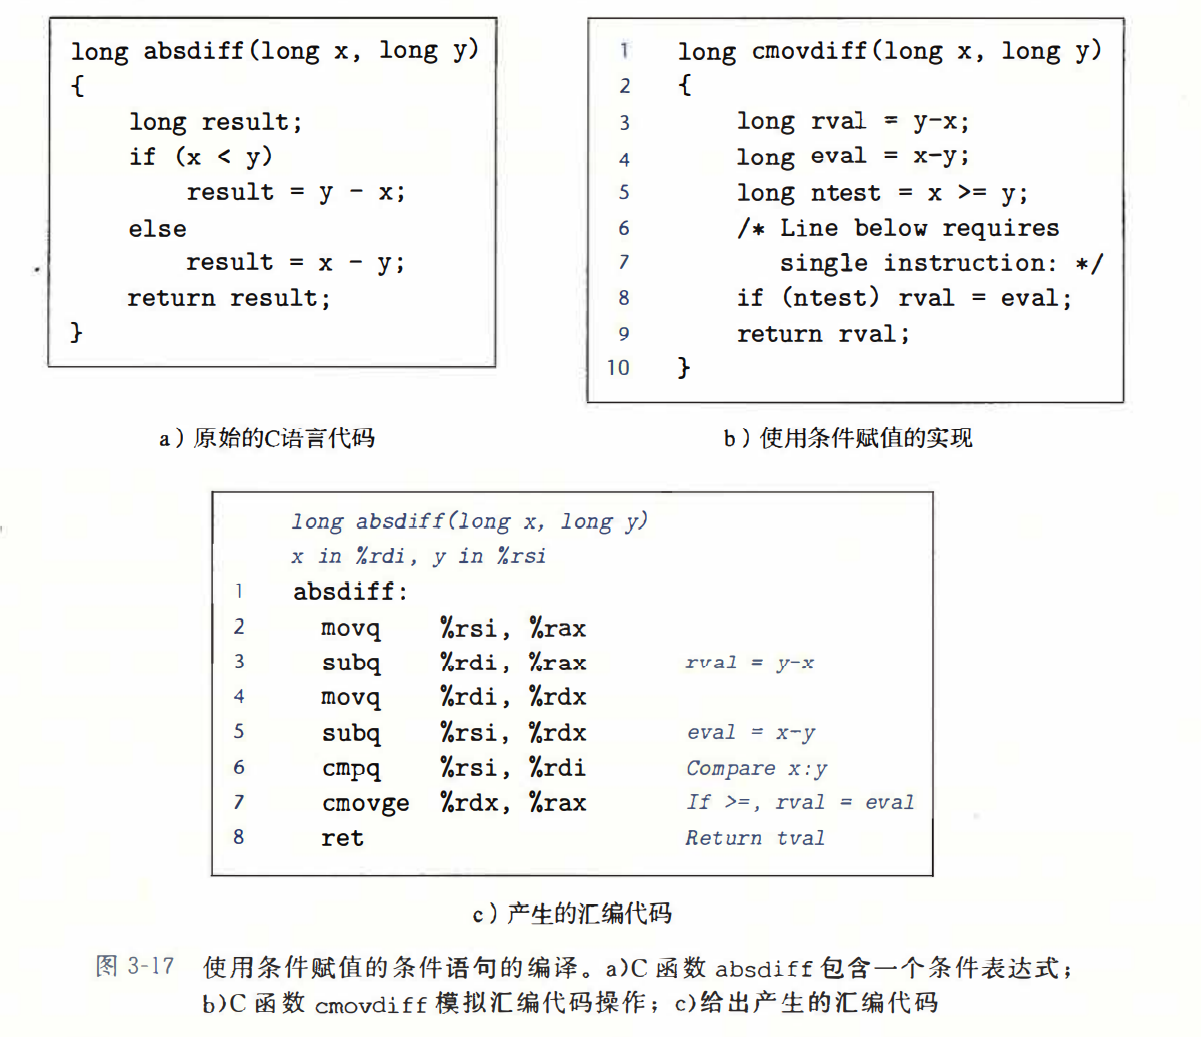 long absdiff(long x, long y)
{
    long result;
    if (x < y)
        result = y - x;
    else
        result = x - y;
    return result;
}
a）原始的C语言代码
1 long cmovdiff(long x, long y)
2 {
3     long rval = y-x;
4     long eval = x-y;
5     long ntest = x >= y;
6     /* Line below requires
7        single instruction: */
8     if (ntest) rval = eval;
9     return rval;
10 }
b）使用条件赋值的实现
long absdiff(long x, long y)
x in %rdi, y in %rsi
1 absdiff:
2   movq    %rsi, %rax
3   subq    %rdi, %rax    rval = y-x
4   movq    %rdi, %rdx
5   subq    %rsi, %rdx    eval = x-y
6   cmpq    %rsi, %rdi    Compare x:y
7   cmovge  %rdx, %rax    If >=, rval = eval
8   ret                   Return tval
c）产生的汇编代码
图 3-17 使用条件赋值的条件语句的编译。a)C 函数 absdiff 包含一个条件表达式；
b)C 函数 cmovdiff 模拟汇编代码操作；c)给出产生的汇编代码